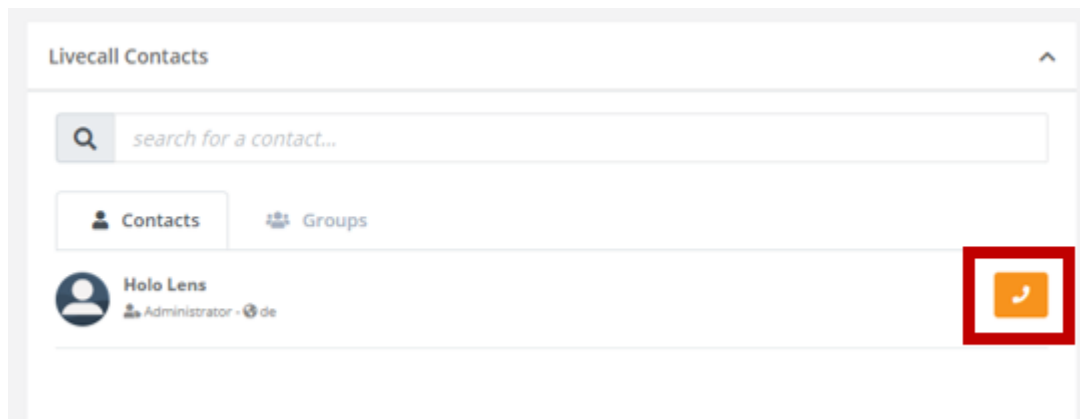 Livecall Contacts
search for a contact...
Contacts Groups
Holo Lens
Administrator - de